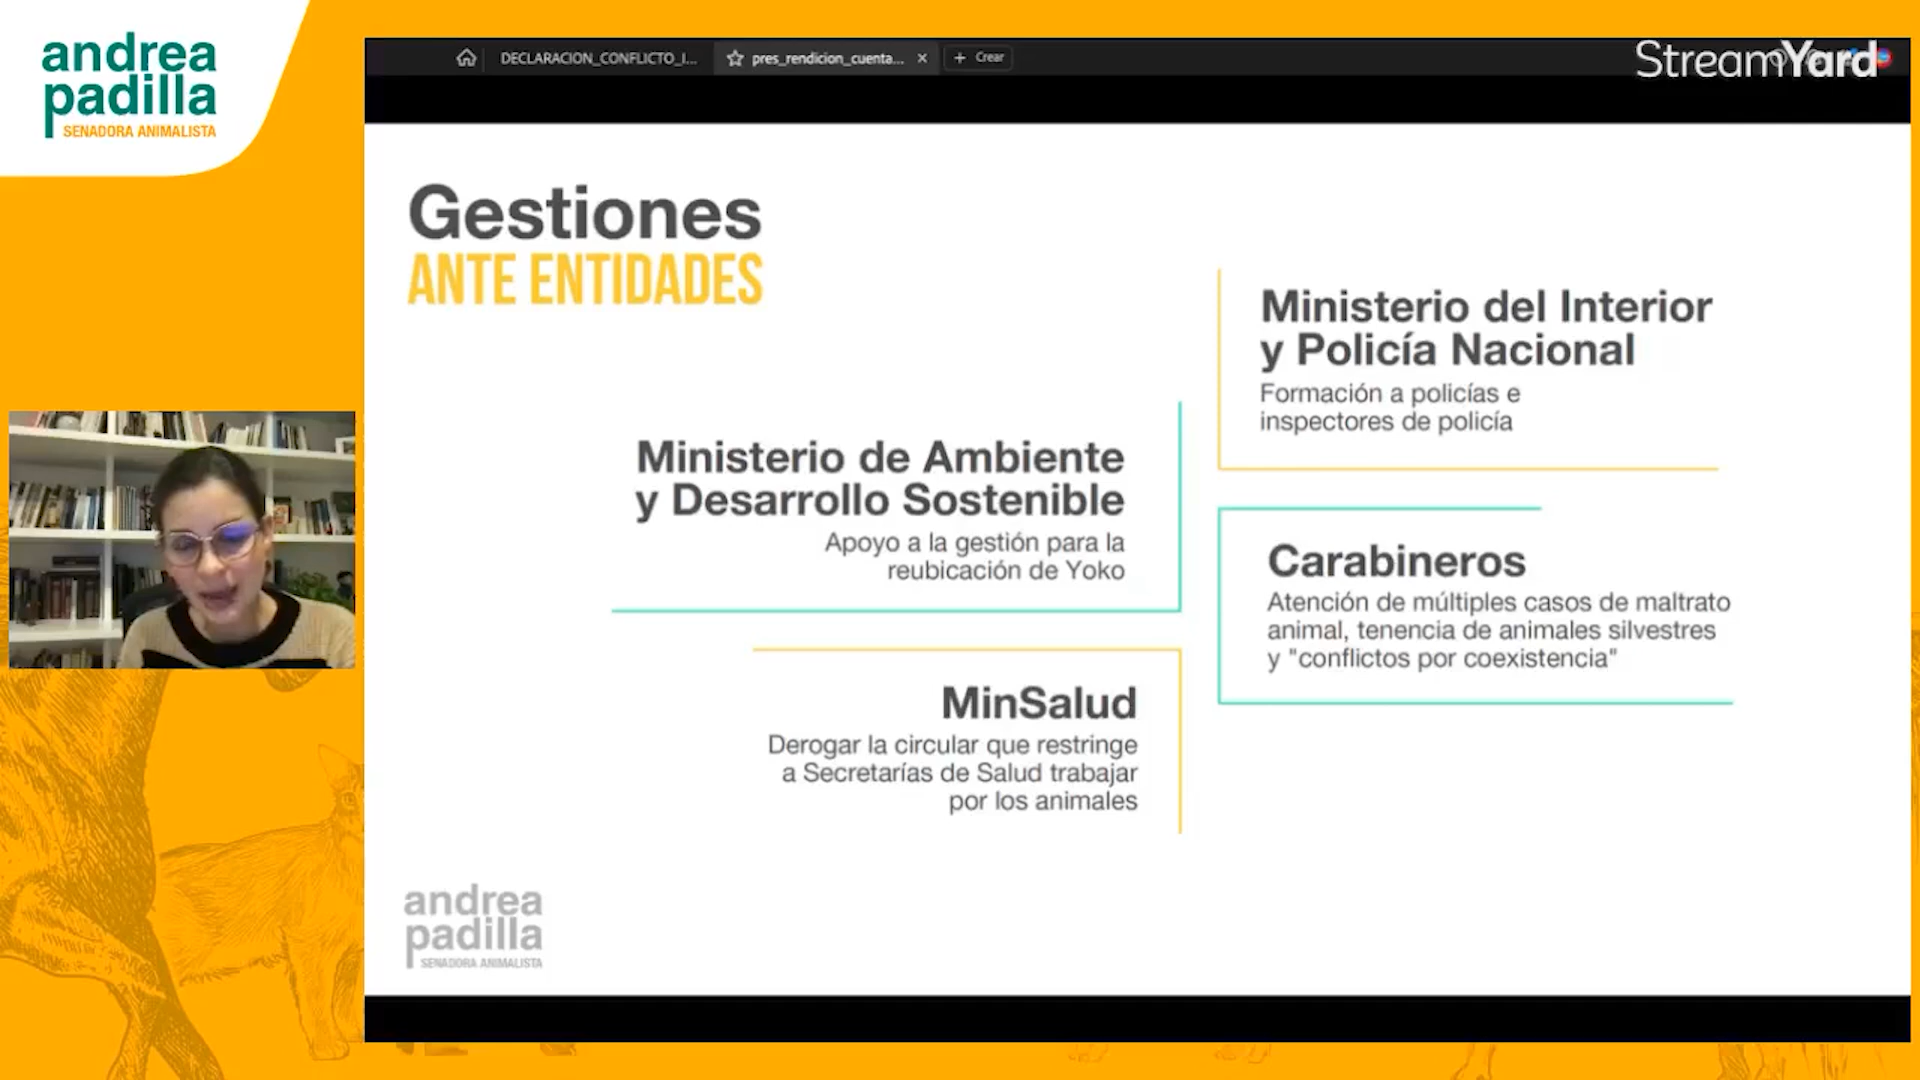 andrea
padilla
SENADORA ANIMALISTA
DECLARACION_CONFLICTO_I...
pres_rendicion_cuenta...
Crear
StreamYard
Gestiones
ANTE ENTIDADES
Ministerio del Interior
y Policía Nacional
Formación a policías e
inspectores de policía
Ministerio de Ambiente
y Desarrollo Sostenible
Apoyo a la gestión para la
reubicación de Yoko
Carabineros
Atención de múltiples casos de maltrato
animal, tenencia de animales silvestres
y "conflictos por coexistencia"
MinSalud
Derogar la circular que restringe
a Secretarías de Salud trabajar
por los animales
andrea
padilla
SENADORA ANIMALISTA